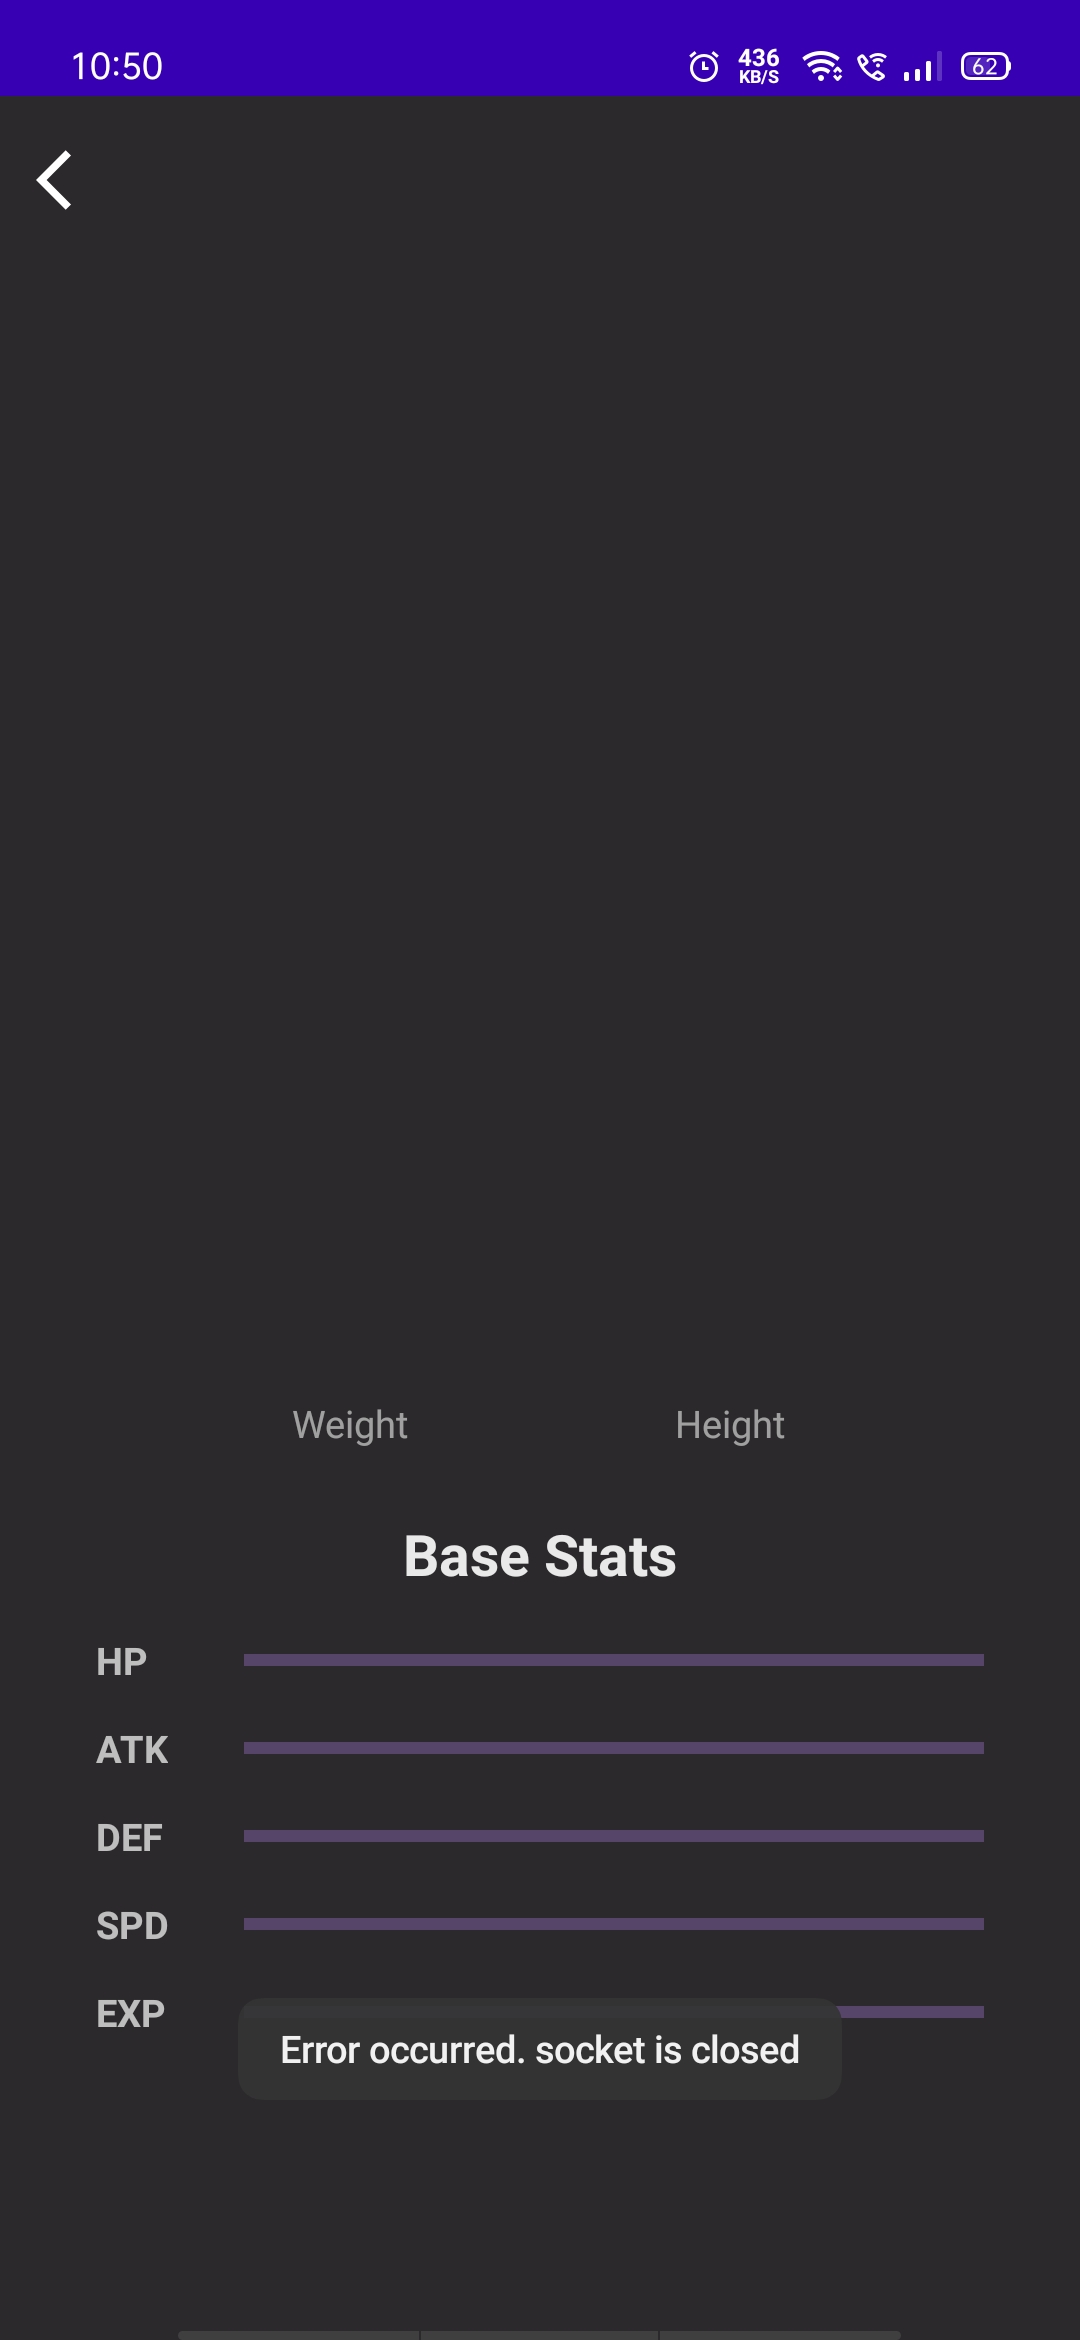 10:50
436
KB/S
62
Weight Height
Base Stats
HP
ATK
DEF
SPD
EXP
Error occurred. socket is closed